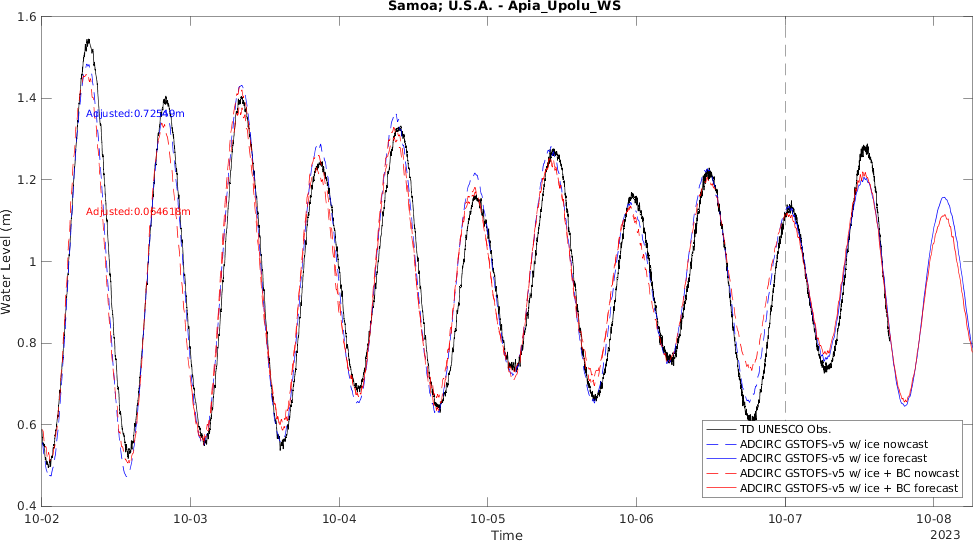 Samoa; U.S.A. - Apia_Upolu_WS
1.6
1.4
1.2
1
0.8
0.6
0.4
Water Level (m)
Adjusted:0.72549m
TD UNESCO Obs.
ADCIRC GSTOFS-v5 w/ ice nowcast
ADCIRC GSTOFS-v5 w/ ice forecast
ADCIRC GSTOFS-v5 w/ ice + BC nowcast
ADCIRC GSTOFS-v5 w/ ice + BC forecast
10-02
10-03
10-04
10-05
10-06
10-07
10-08
Time
2023